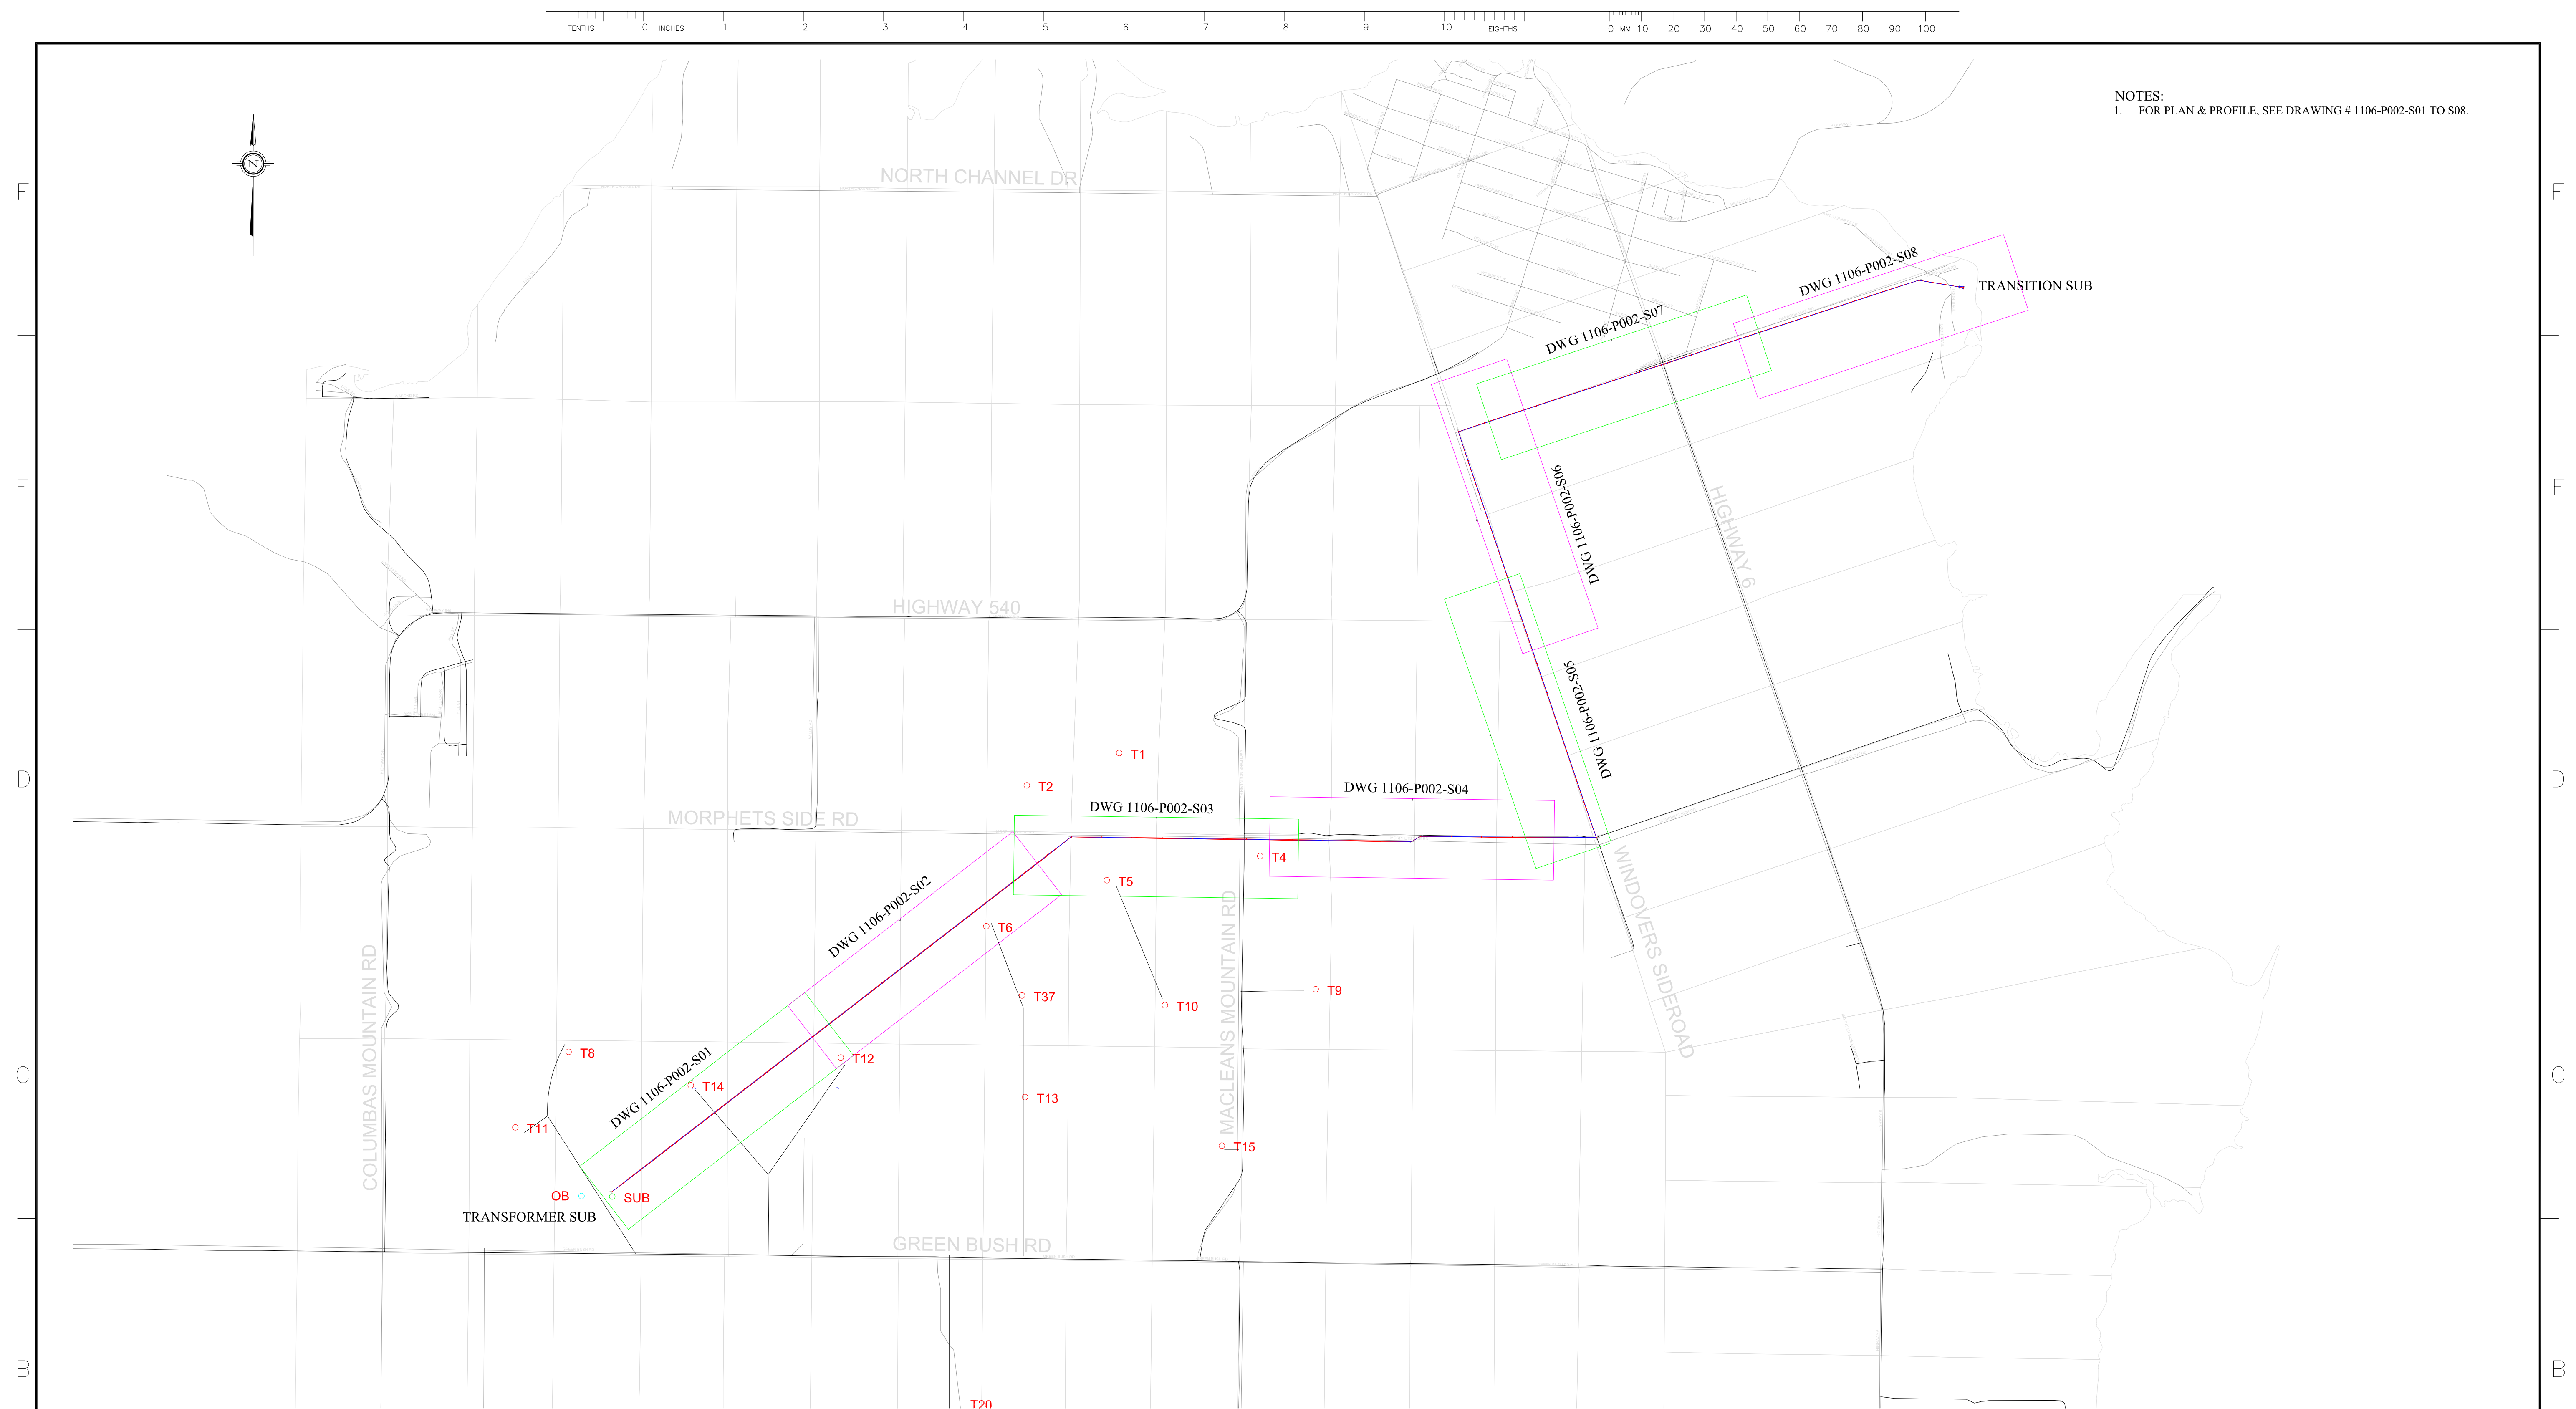 TENTHS 0 INCHES 1 2 3 4 5 6 7 8 9 10 EIGHTHS 0 MM 10 20 30 40 50 60 70 80 90 100
NOTES:
1. FOR PLAN & PROFILE, SEE DRAWING # 1106-P002-S01 TO S08.
N
F
F
NORTH CHANNEL DR
DWG 1106-P002-S08
TRANSITION SUB
DWG 1106-P002-S07
E
E
DWG 1106-P002-S06
HIGHWAY 6
HIGHWAY 540
DWG 1106-P002-S05
T1
D
D
T2
DWG 1106-P002-S04
DWG 1106-P002-S03
MORPHETS SIDE RD
T4
T5
DWG 1106-P002-S02
T6
WINDOVERS SIDEROAD
MACLEANS MOUNTAIN RD
COLUMBAS MOUNTAIN RD
T9
T37
T10
T8
T12
C
C
DWG 1106-P002-S01
T14
T13
T11
T15
OB
SUB
TRANSFORMER SUB
GREEN BUSH RD
B
B
T20